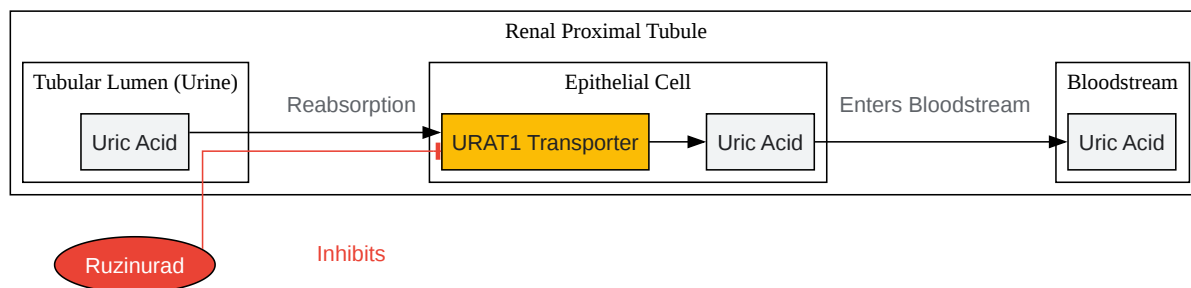 Renal Proximal Tubule
Tubular Lumen (Urine)
Epithelial Cell
Bloodstream
Reabsorption
Enters Bloodstream
Uric Acid
URAT1 Transporter
Uric Acid
Uric Acid
Inhibits
Ruzinurad